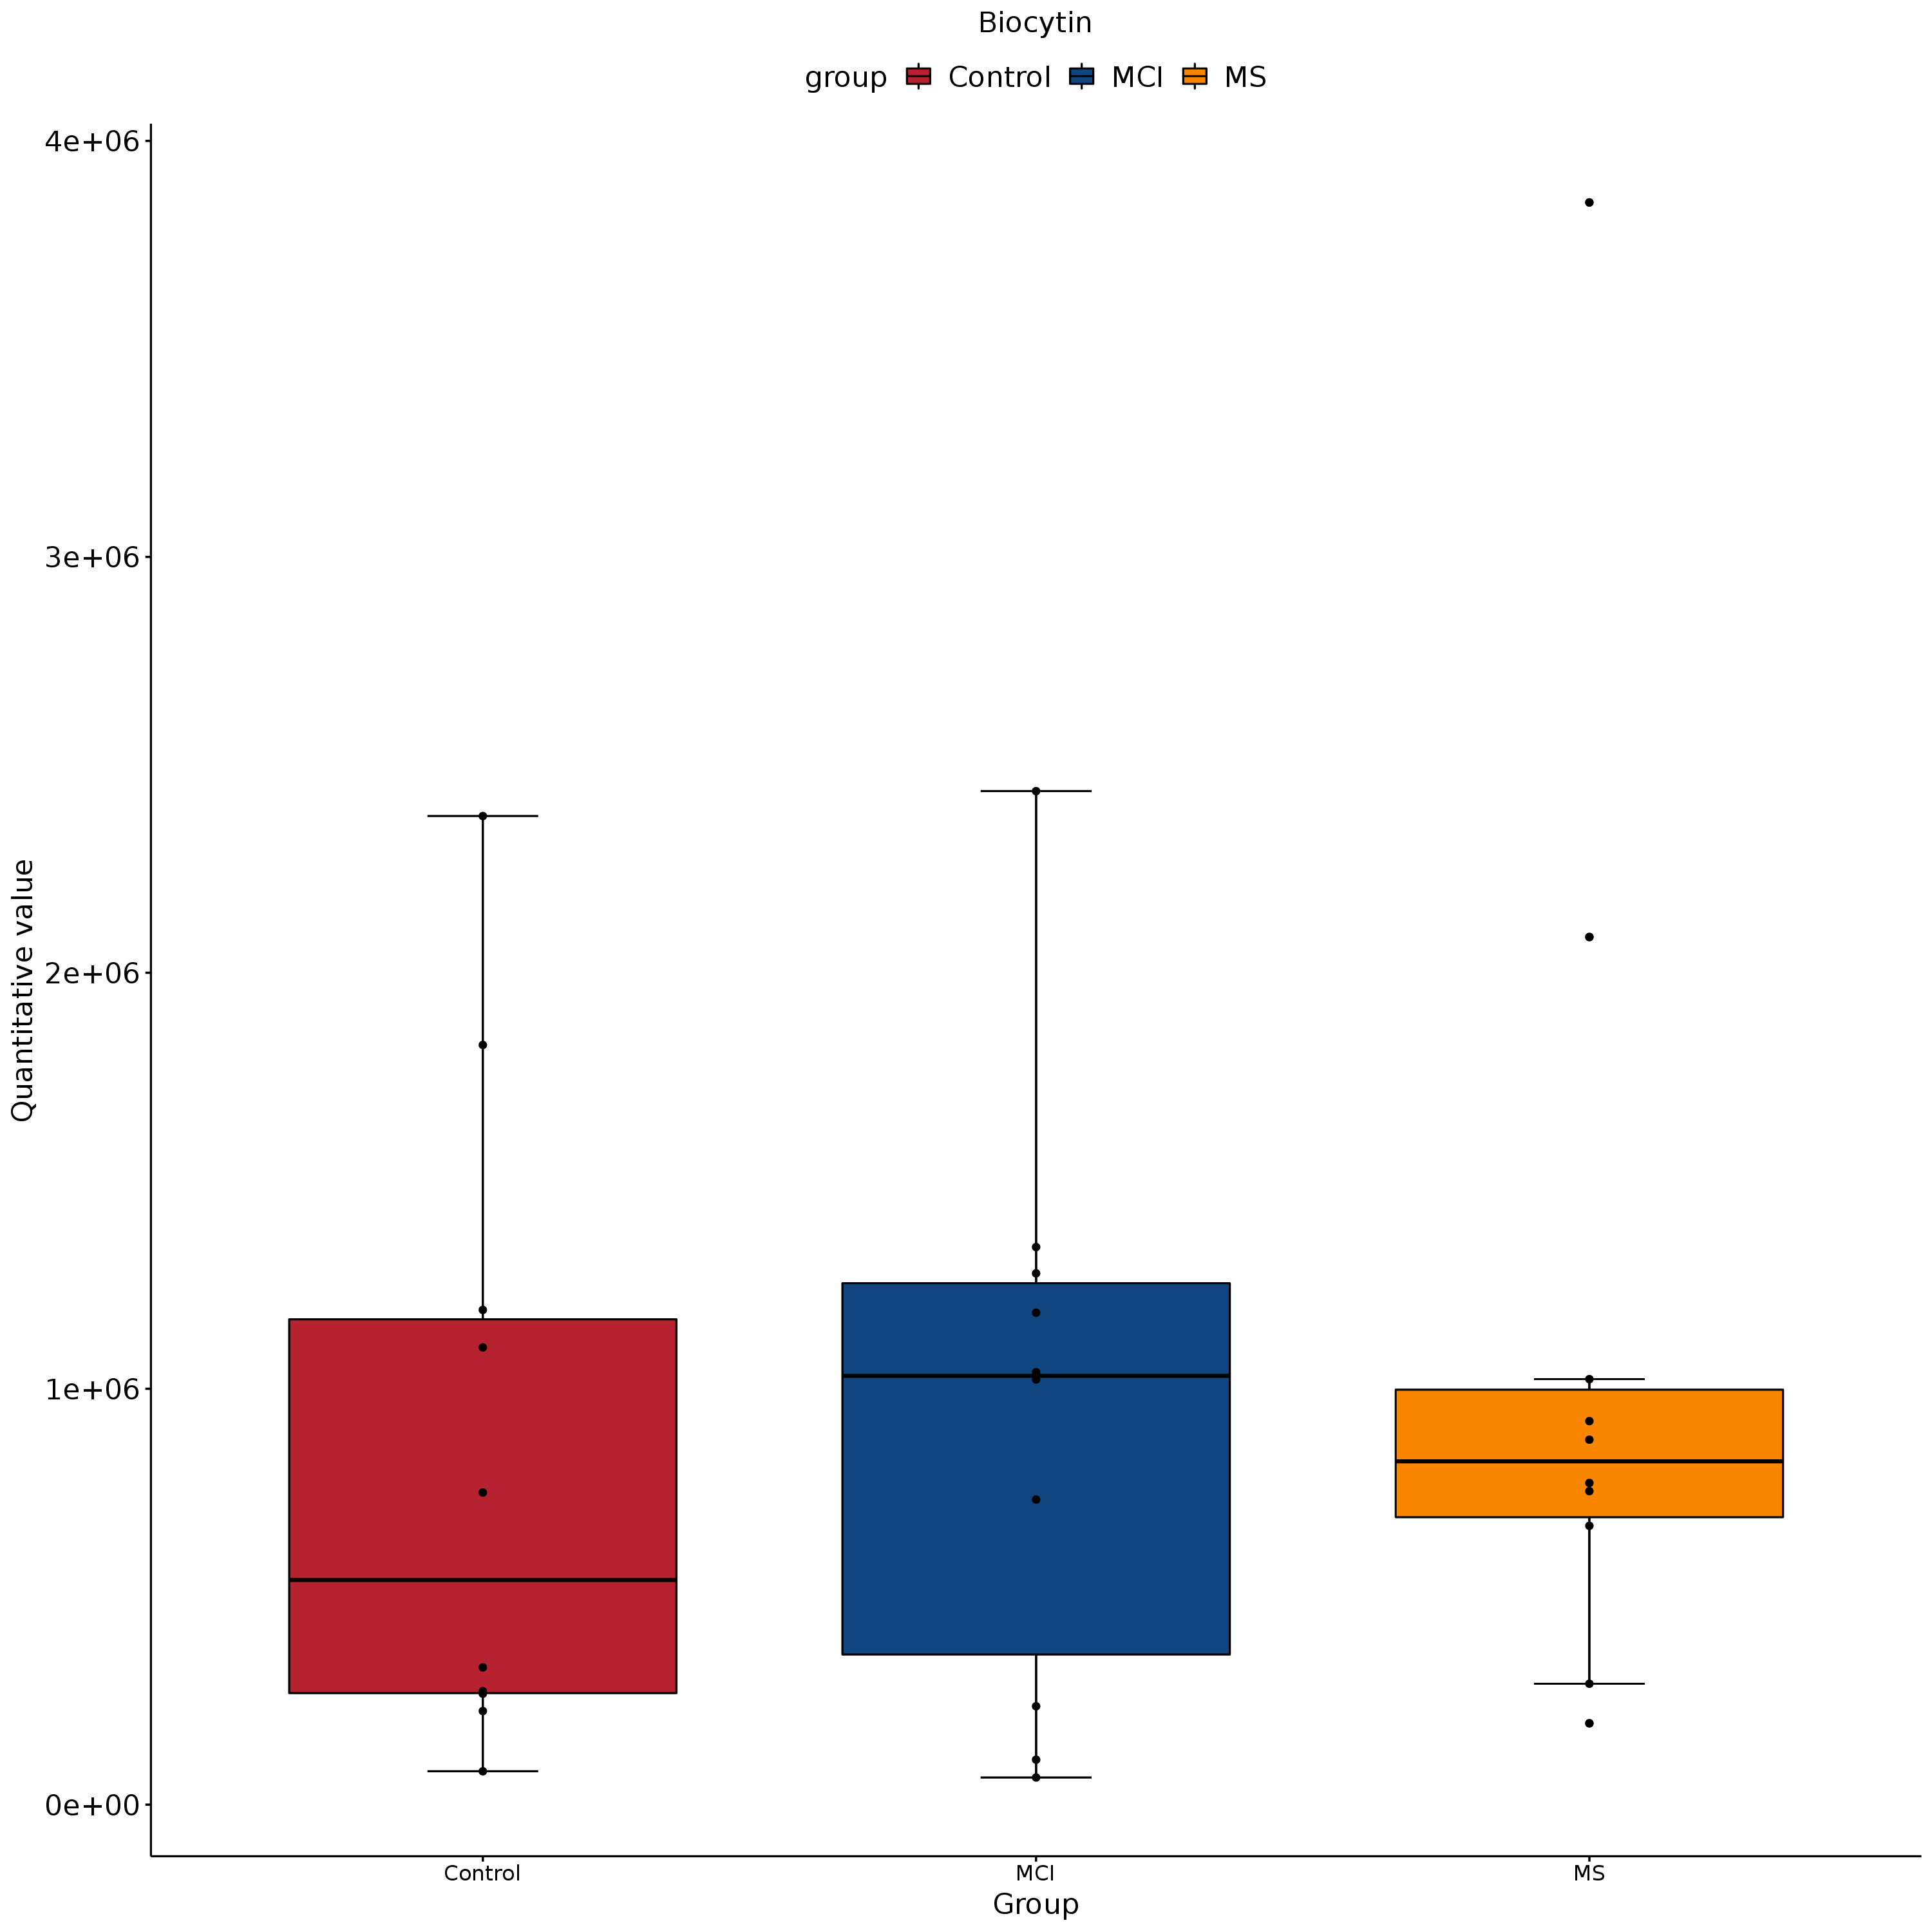 Biocytin
group Control MCI MS
4e+06
3e+06
2e+06
1e+06
0e+00
Quantitative value
Control MCI MS
Group